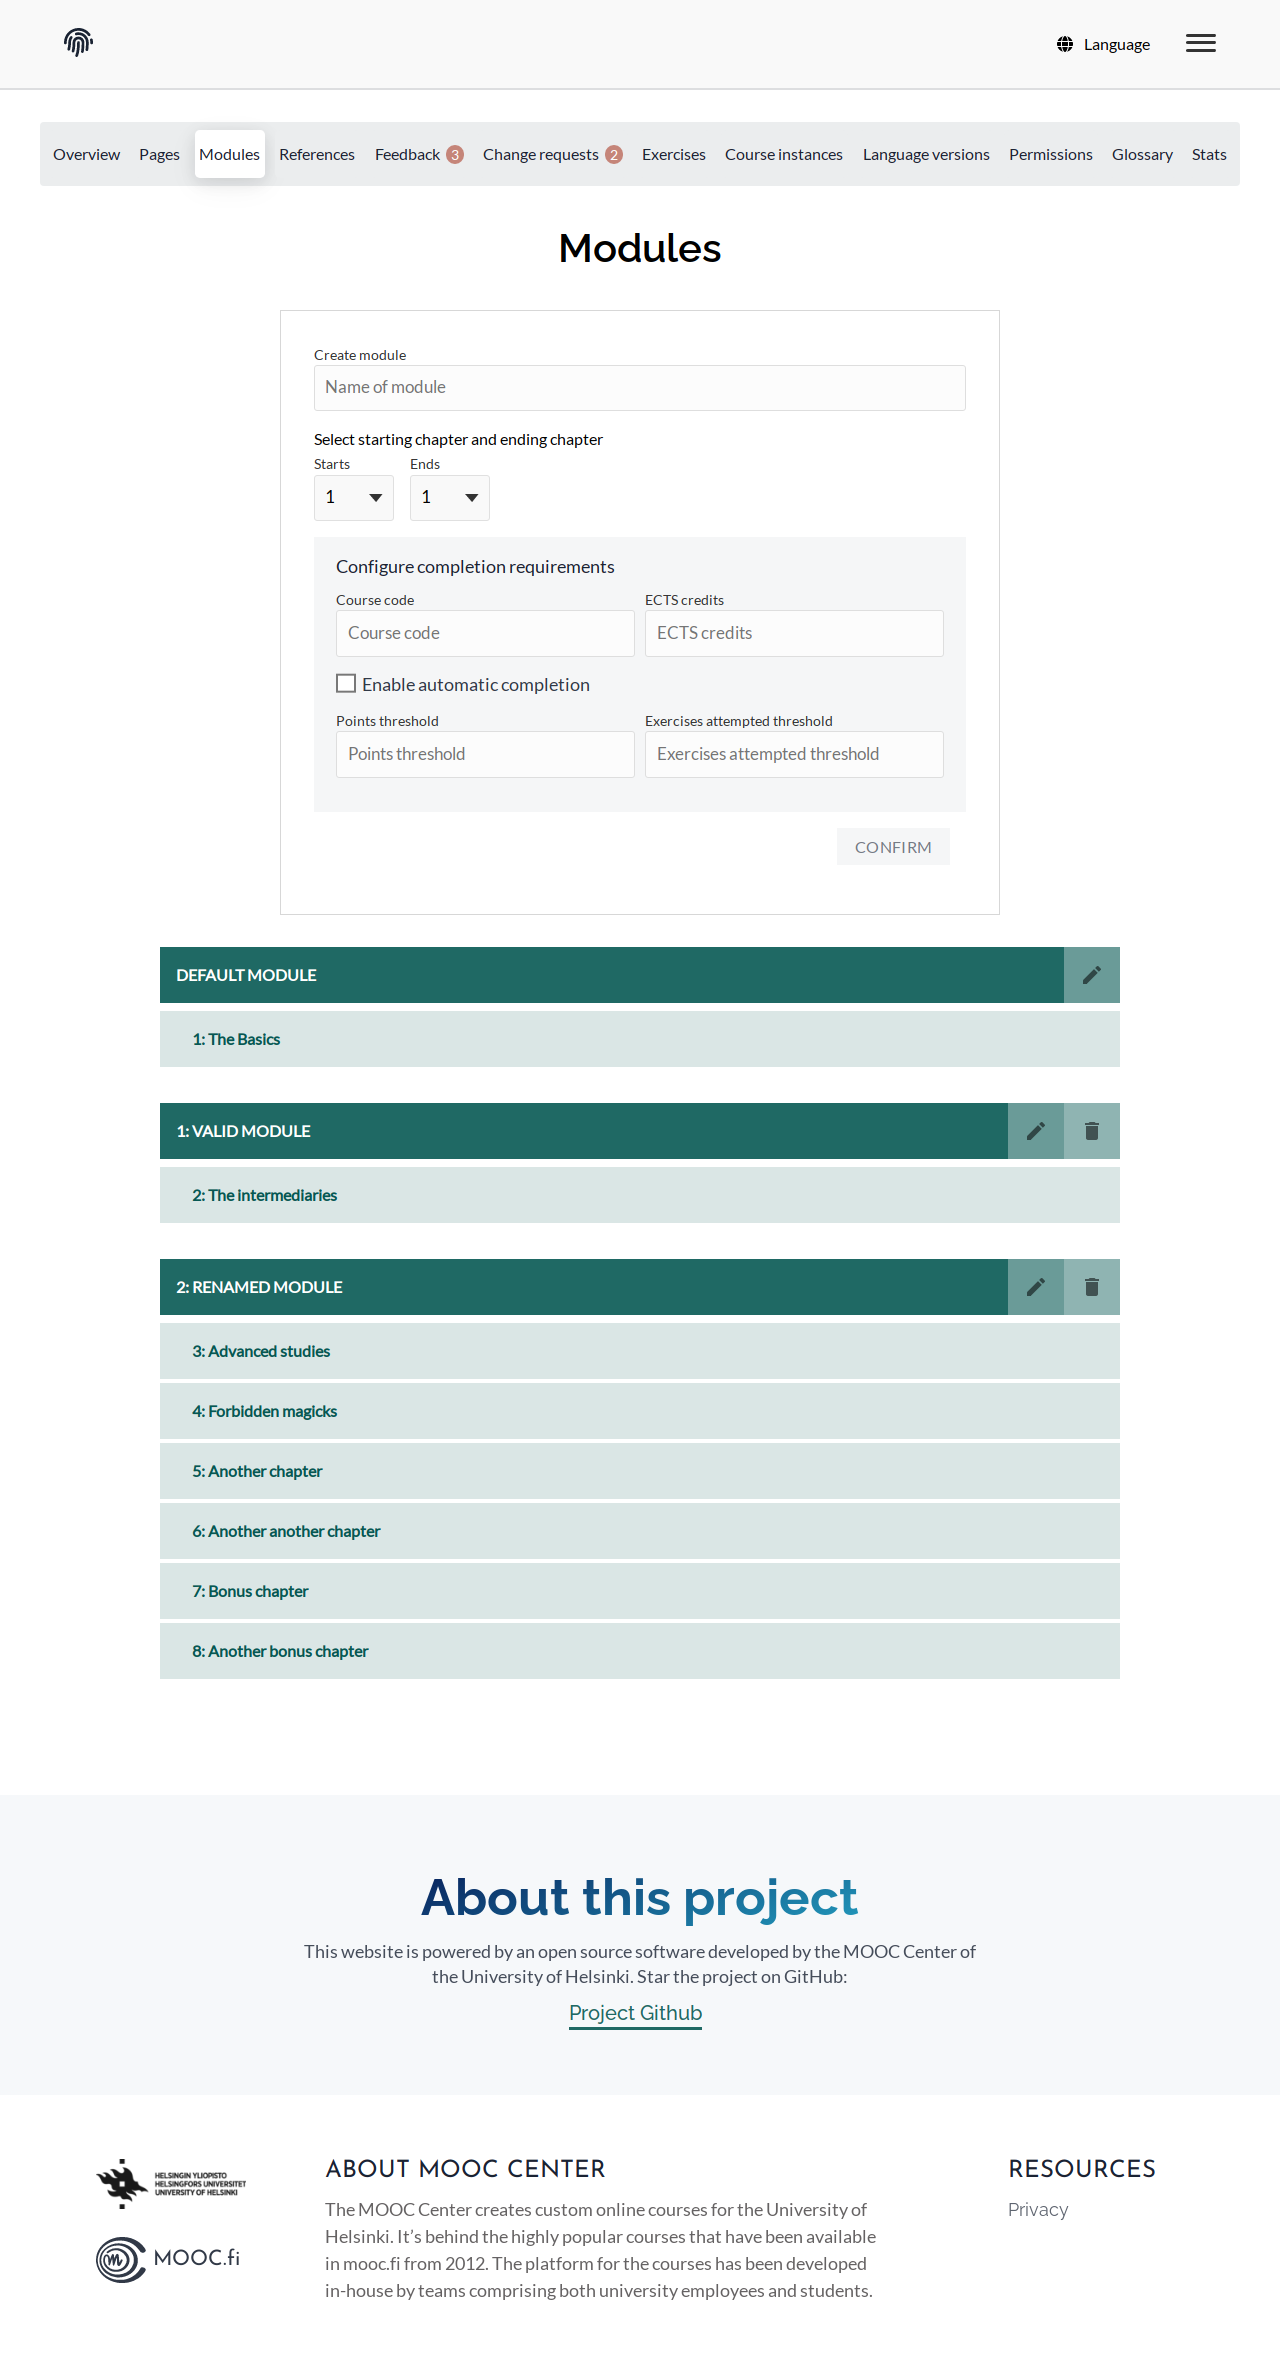 Language
Overview Pages Modules References Feedback 3 Change requests 2 Exercises Course instances Language versions Permissions Glossary Stats
Modules
Create module
Name of module
Select starting chapter and ending chapter
Starts Ends
1 1
Configure completion requirements
Course code ECTS credits
Course code ECTS credits
Enable automatic completion
Points threshold Exercises attempted threshold
Points threshold Exercises attempted threshold
CONFIRM
DEFAULT MODULE
1: The Basics
1: VALID MODULE
2: The intermediaries
2: RENAMED MODULE
3: Advanced studies
4: Forbidden magicks
5: Another chapter
6: Another another chapter
7: Bonus chapter
8: Another bonus chapter
About this project
This website is powered by an open source software developed by the MOOC Center of
the University of Helsinki. Star the project on GitHub:
Project Github
HELSINGIN YLIOPISTO
HELSINGFORS UNIVERSITET
UNIVERSITY OF HELSINKI
MOOC.fi
ABOUT MOOC CENTER
The MOOC Center creates custom online courses for the University of
Helsinki. It’s behind the highly popular courses that have been available
in mooc.fi from 2012. The platform for the courses has been developed
in-house by teams comprising both university employees and students.
RESOURCES
Privacy